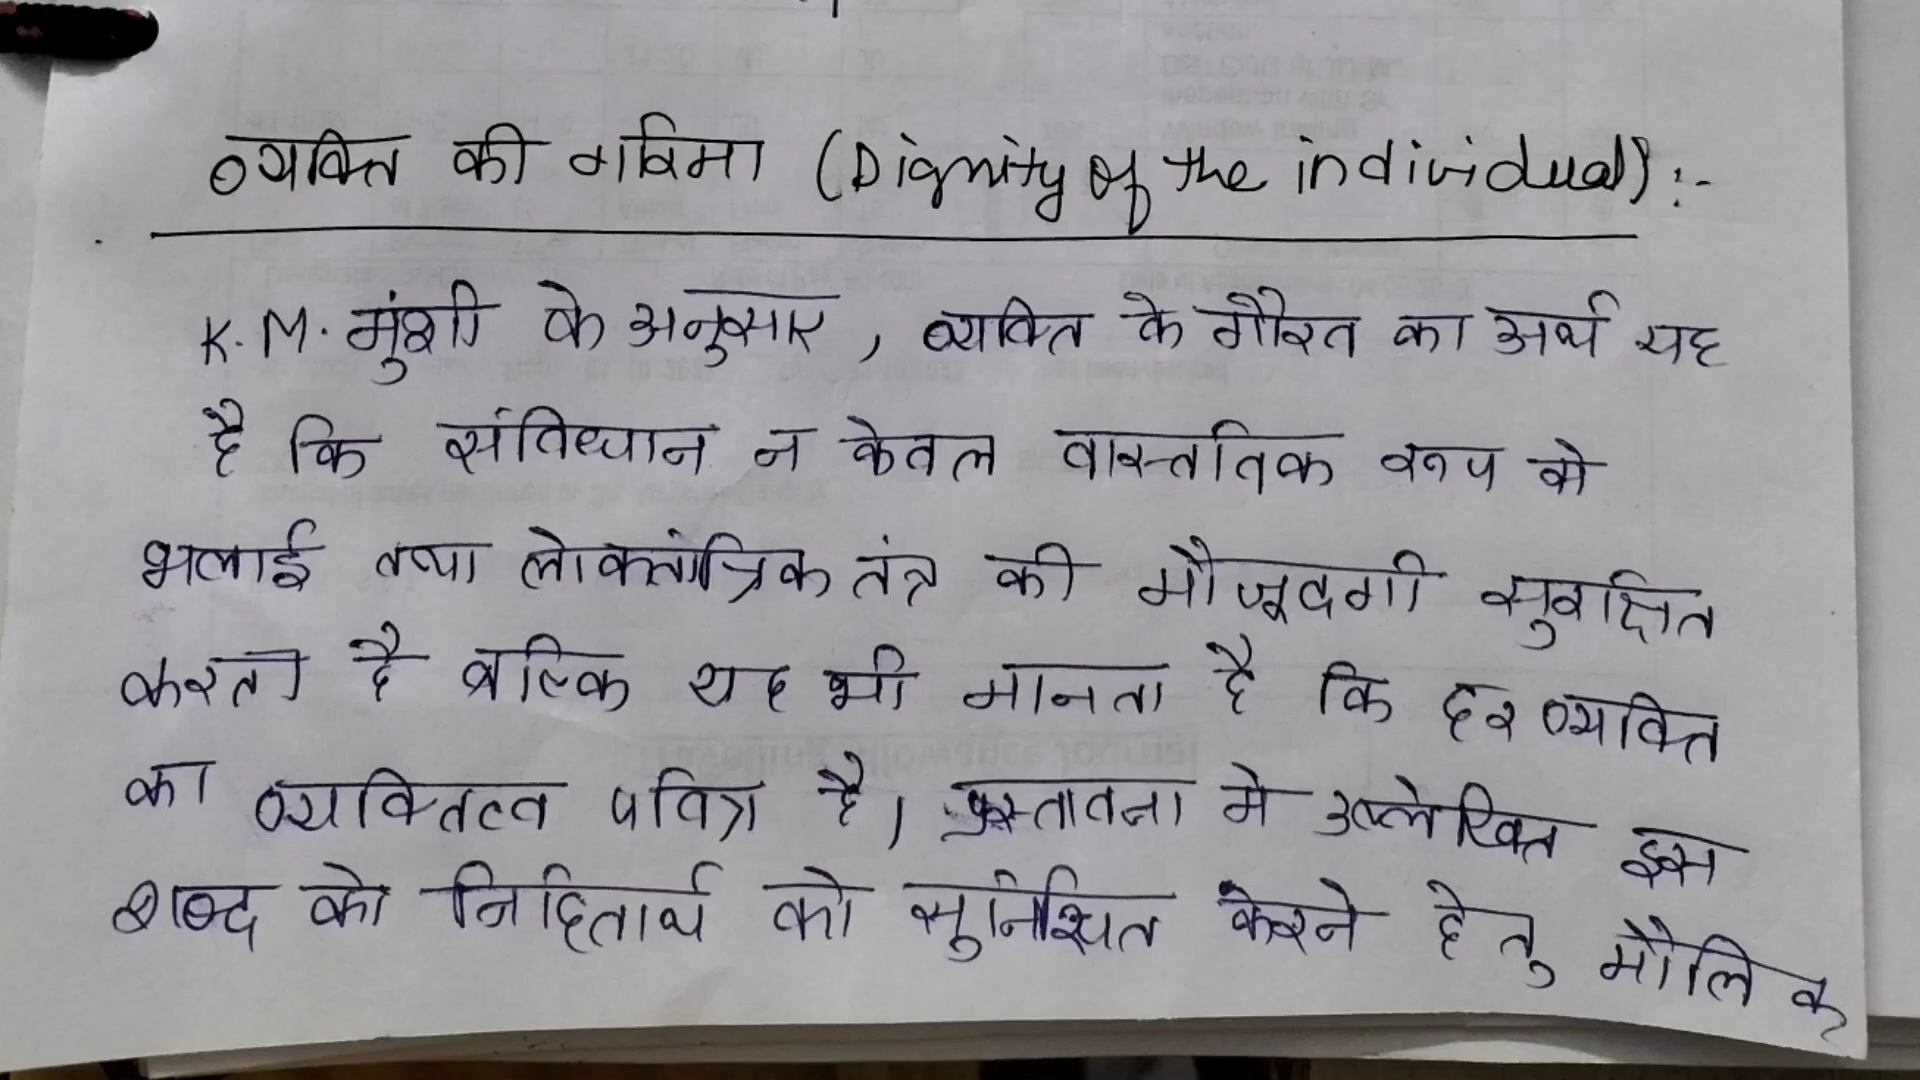 व्यक्ति की गरिमा (Dignity of the individual) :-
K.M. मुंशी के अनुसार, व्यक्ति के गौरव का अर्थ यह
है कि संविधान न केवल वास्तविक रूप से
भलाई तथा लोकतांत्रिक तंत्र की मौजूदगी सुरक्षित
करता है बल्कि यह भी मानता है कि हर व्यक्ति
का व्यक्तित्व पवित्र है। प्रस्तावना मे उल्लेखित इस
शब्द को निहितार्थ को सुनिश्चित करने हेतु मौलिक